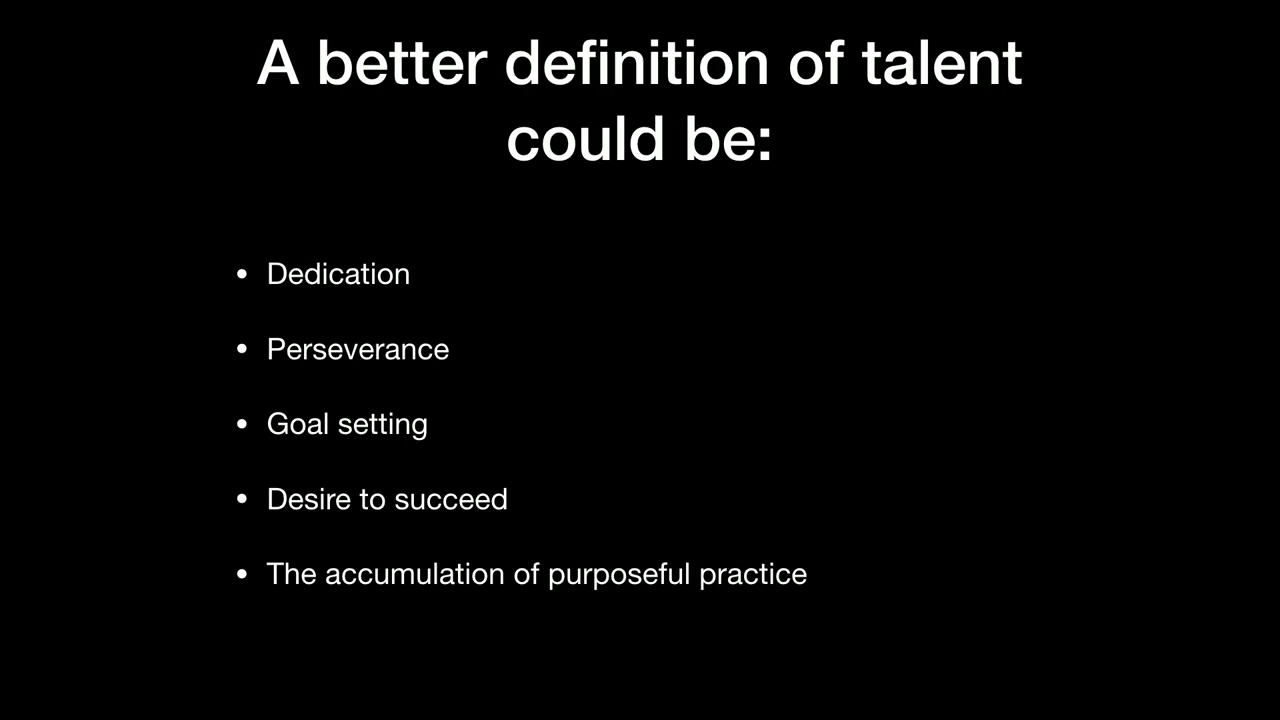 A better definition of talent
could be:
• Dedication
• Perseverance
• Goal setting
• Desire to succeed
• The accumulation of purposeful practice